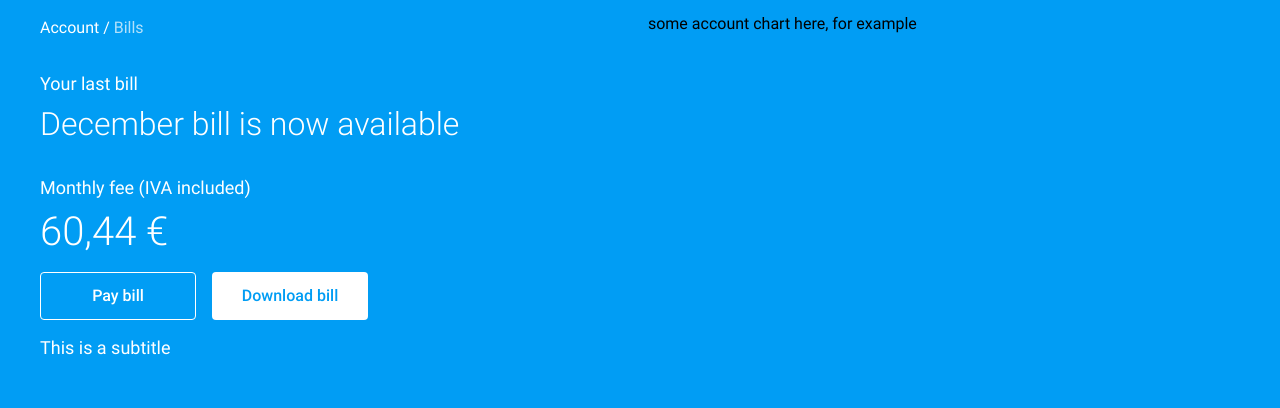 Account / Bills
some account chart here, for example
Your last bill
December bill is now available
Monthly fee (IVA included)
60,44 €
Pay bill
Download bill
This is a subtitle